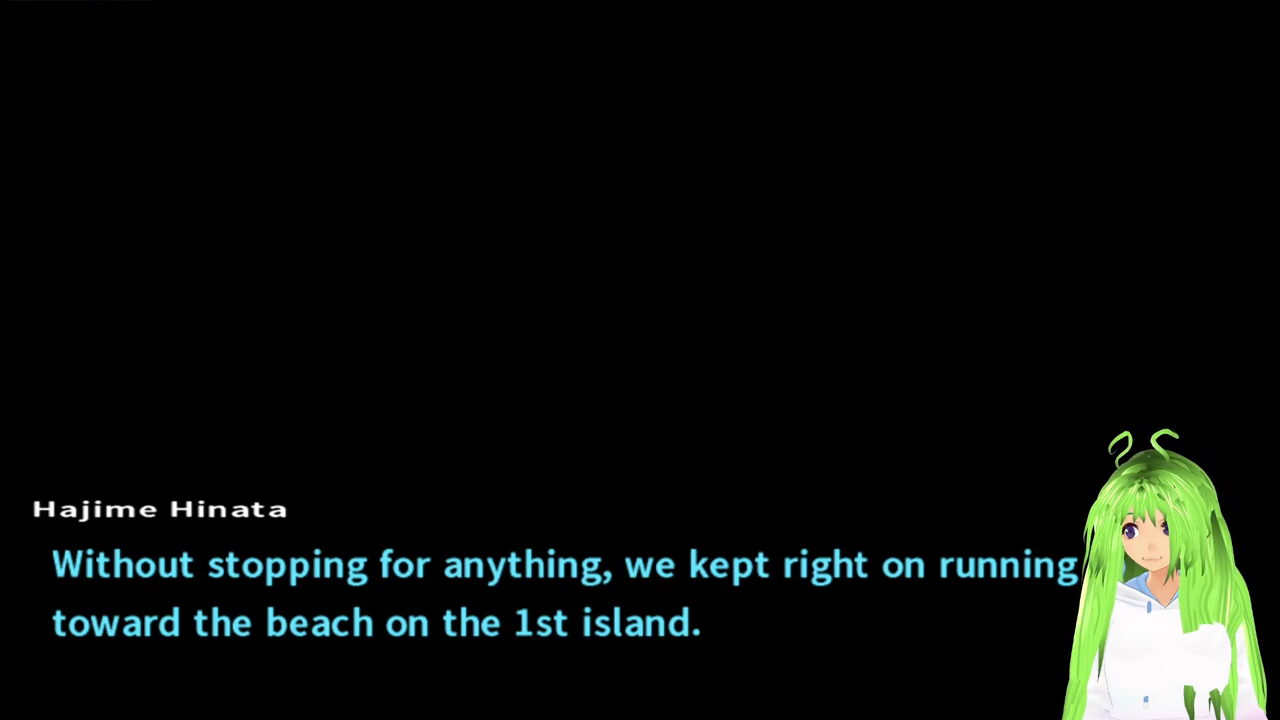 Hajime Hinata
Without stopping for anything, we kept right on running
toward the beach on the 1st island.